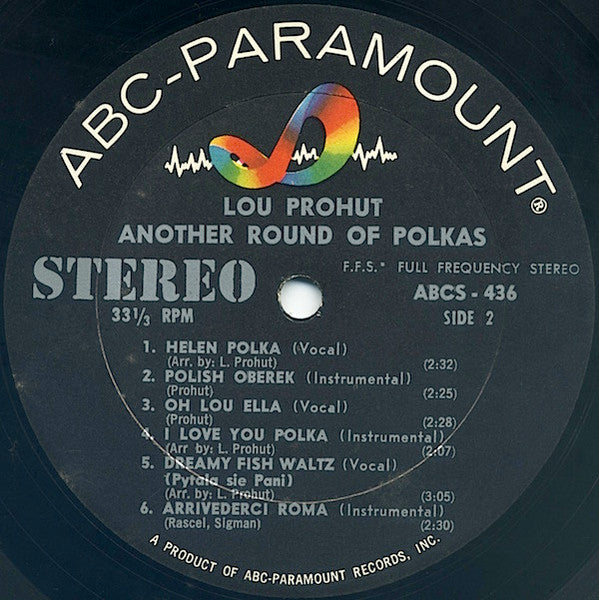 ABC-PARAMOUNT®
LOU PROHUT
ANOTHER ROUND OF POLKAS
STEREO
F.F.S.* FULL FREQUENCY STEREO
33 1/3 RPM
ABCS - 436
SIDE 2
1. HELEN POLKA (Vocal)
(Arr. by: L. Prohut) (2:32)
2. POLISH OBEREK (Instrumental)
(Prohut) (2:25)
3. OH LOU ELLA (Vocal)
(Prohut) (2:28)
4. I LOVE YOU POLKA (Instrumental)
(Arr by: L. Prohut) (2:07)
5. DREAMY FISH WALTZ (Vocal)
(Pytala sie Pani)
(Arr. by: L. Prohut) (3:05)
6. ARRIVEDERCI ROMA (Instrumental)
(Rascel, Sigman) (2:30)
A PRODUCT OF ABC-PARAMOUNT RECORDS, INC.